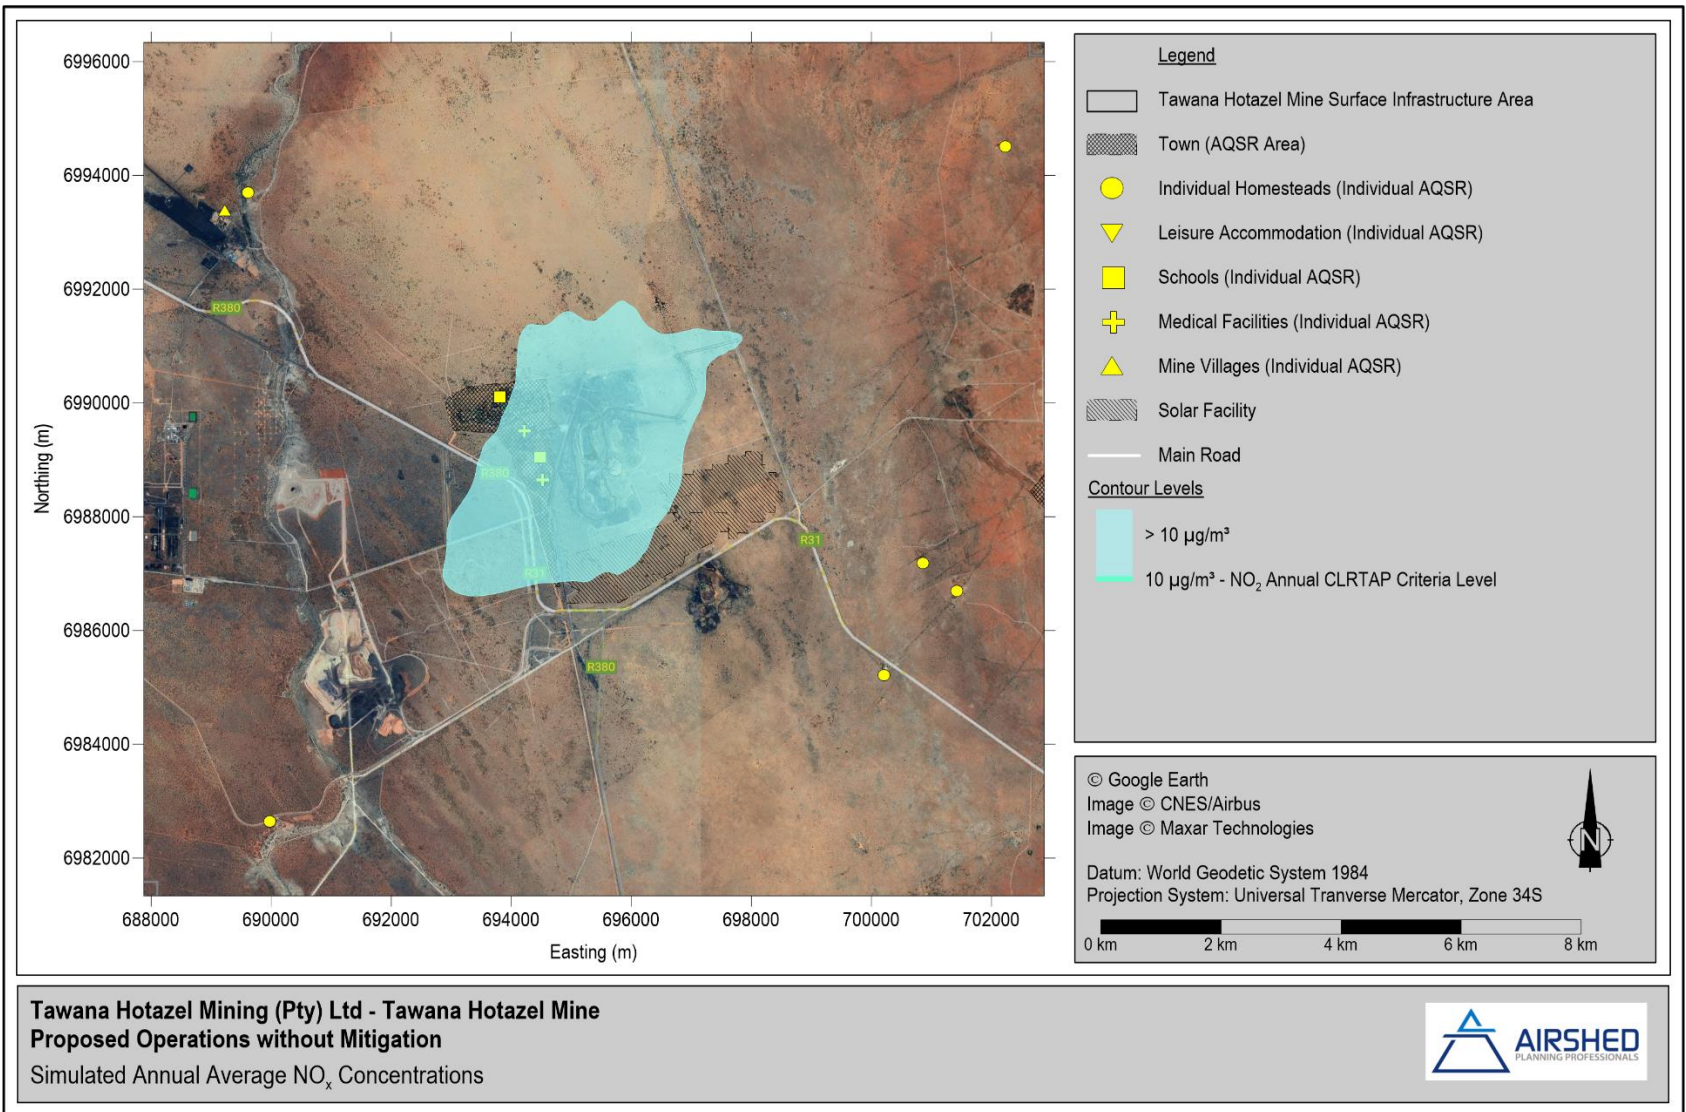 6996000
6994000
6992000
6990000
6988000
6986000
6984000
6982000
Northing (m)
688000
690000
692000
694000
696000
698000
700000
702000
Easting (m)
R380
R380
R31
R31
R380
Legend
Tawana Hotazel Mine Surface Infrastructure Area
Town (AQSR Area)
Individual Homesteads (Individual AQSR)
Leisure Accommodation (Individual AQSR)
Schools (Individual AQSR)
Medical Facilities (Individual AQSR)
Mine Villages (Individual AQSR)
Solar Facility
Main Road
Contour Levels
> 10 µg/m³
10 µg/m³ - NO₂ Annual CLRTAP Criteria Level
© Google Earth
Image © CNES/Airbus
Image © Maxar Technologies
N
Datum: World Geodetic System 1984
Projection System: Universal Tranverse Mercator, Zone 34S
0 km
2 km
4 km
6 km
8 km
Tawana Hotazel Mining (Pty) Ltd - Tawana Hotazel Mine
Proposed Operations without Mitigation
Simulated Annual Average NOₓ Concentrations
AIRSHED
PLANNING PROFESSIONALS